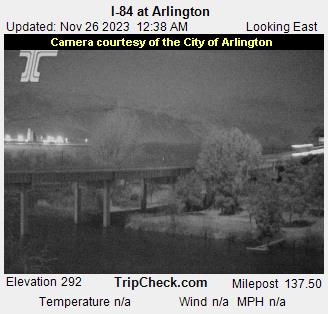 I-84 at Arlington
Updated: Nov 26 2023 12:38 AM Looking East
Camera courtesy of the City of Arlington
Elevation 292 TripCheck.com Milepost 137.50
Temperature n/a Wind n/a MPH n/a